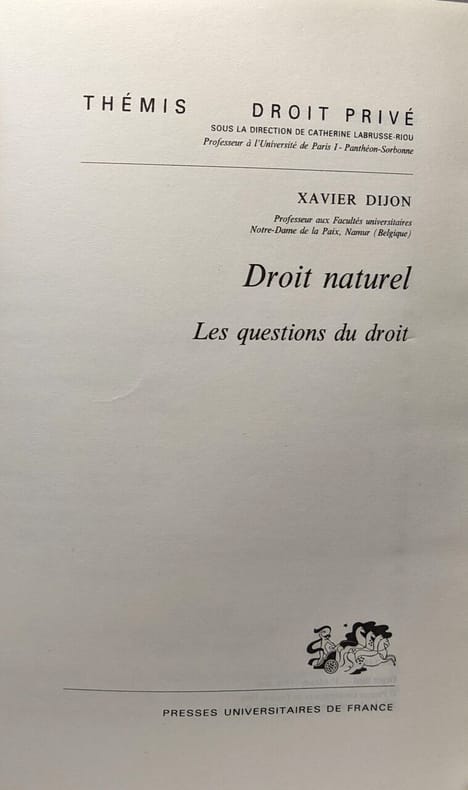 THÉMIS DROIT PRIVÉ
SOUS LA DIRECTION DE CATHERINE LABRUSSE-RIOU
Professeur à l'Université de Paris I - Panthéon-Sorbonne
XAVIER DIJON
Professeur aux Facultés universitaires
Notre-Dame de la Paix, Namur (Belgique)
Droit naturel
Les questions du droit
PRESSES UNIVERSITAIRES DE FRANCE